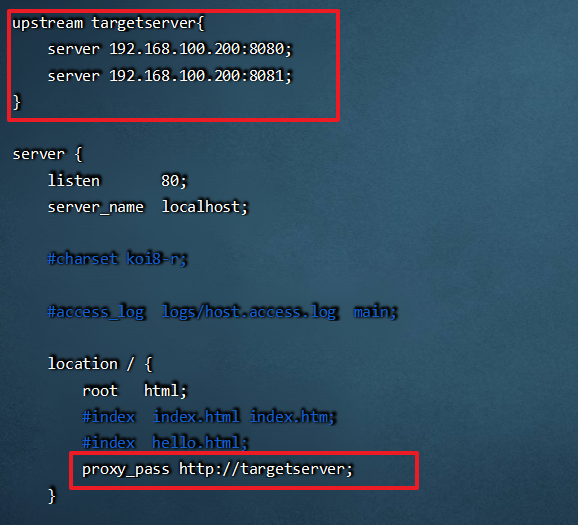 upstream targetserver{
    server 192.168.100.200:8080;
    server 192.168.100.200:8081;
}
server {
    listen       80;
    server_name  localhost;
    #charset koi8-r;
    #access_log  logs/host.access.log  main;
    location / {
        root   html;
        #index  index.html index.htm;
        #index  hello.html;
        proxy_pass http://targetserver;
    }